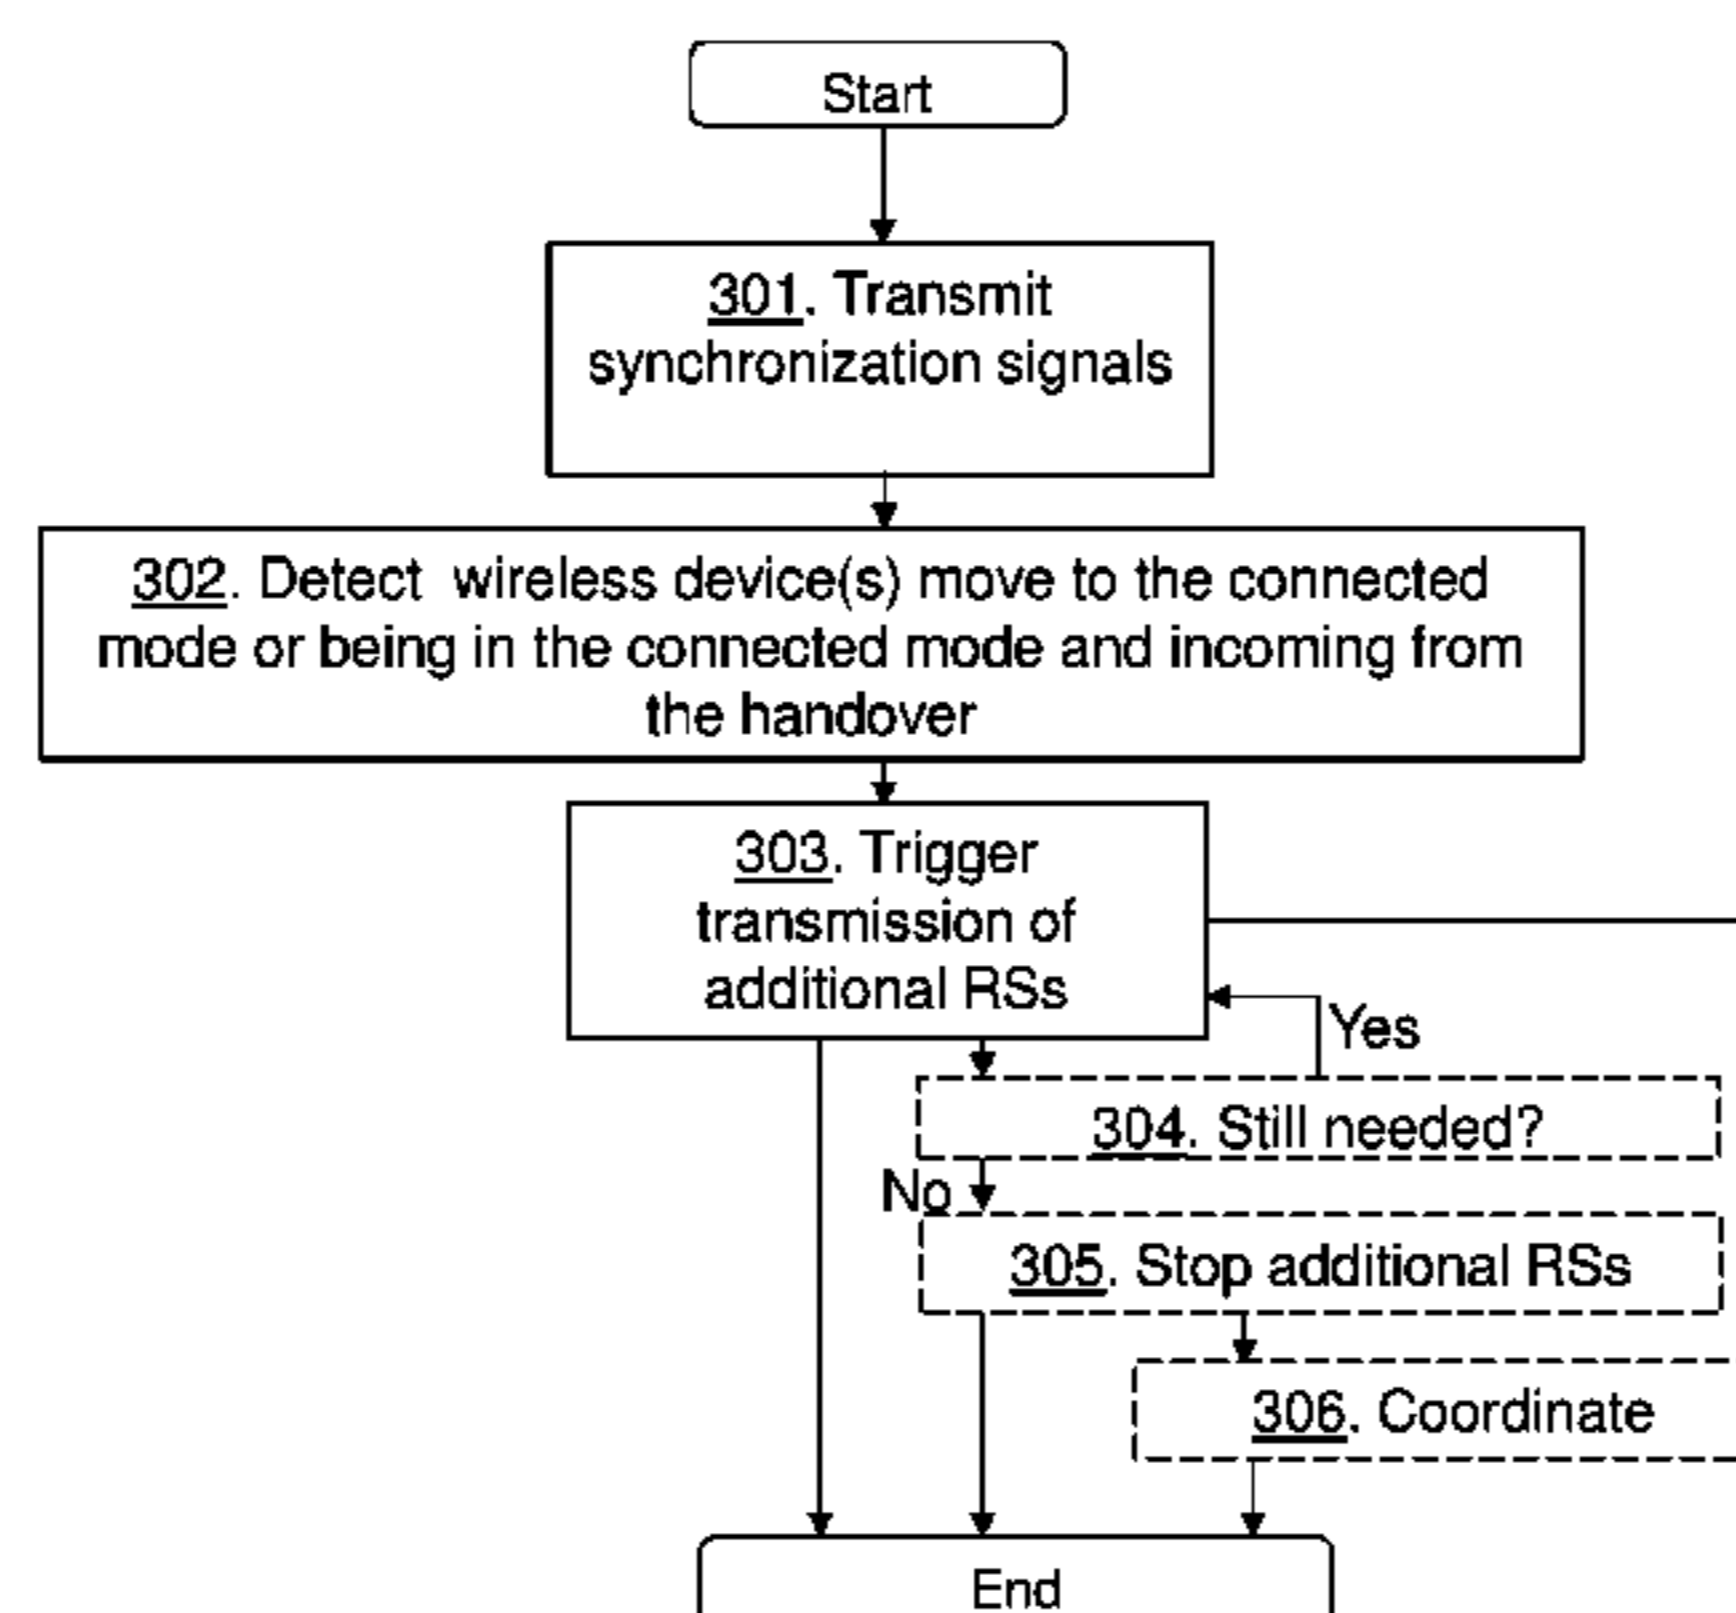 Start
301. Transmit
synchronization signals
302. Detect wireless device(s) move to the connected
mode or being in the connected mode and incoming from
the handover
303. Trigger
transmission of
additional RSs
Yes
304. Still needed?
No
305. Stop additional RSs
306. Coordinate
End